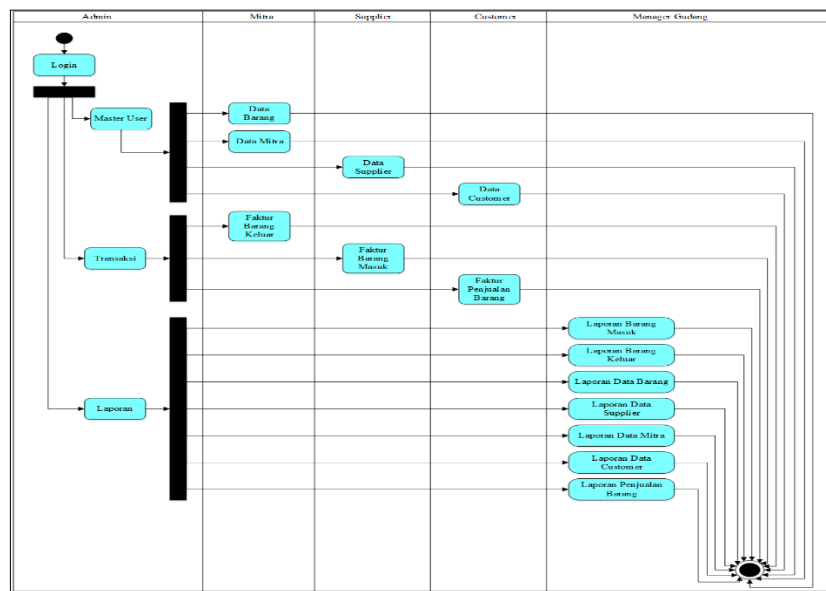 Admin
Mitra
Supplier
Customer
Manager Gudang
Login
Master User
Data
Barang
Data Mitra
Data
Supplier
Data
Customer
Faktur
Barang
Keluar
Transaksi
Faktur
Barang
Masuk
Faktur
Penjualan
Barang
Laporan Barang
Masuk
Laporan Barang
Keluar
Laporan Data Barang
Laporan
Laporan Data
Supplier
Laporan Data Mitra
Laporan Data
Customer
Laporan Penjualan
Barang